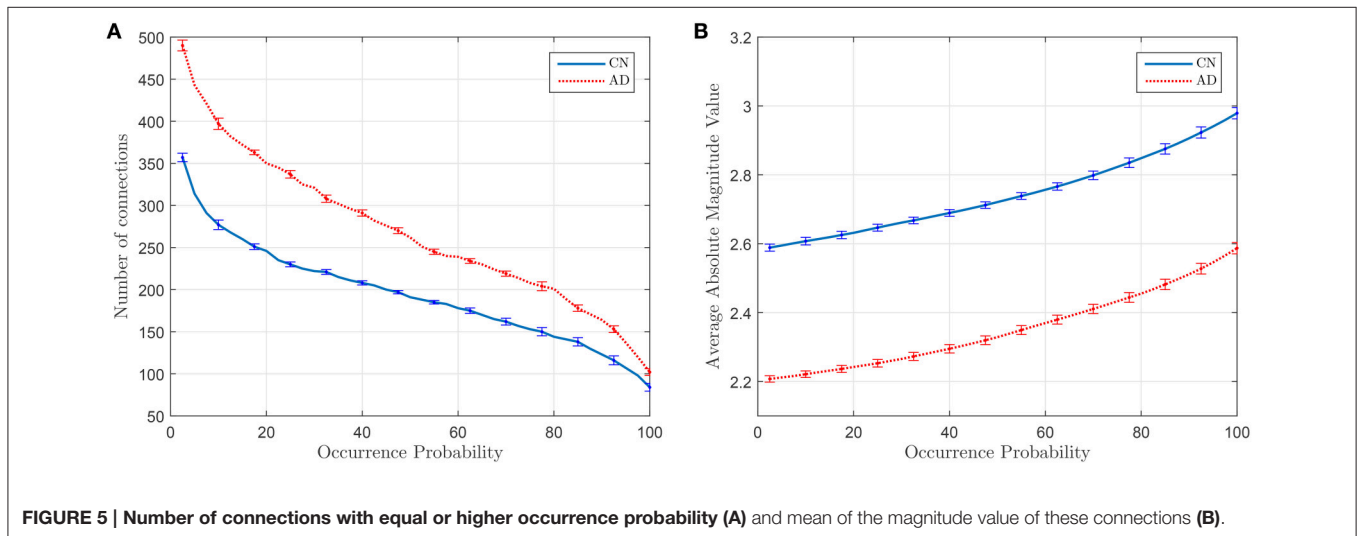 A
500
450
400
350
300
250
200
150
100
50
Number of connections
CN
AD
0 20 40 60 80 100
Occurrence Probability
B
3.2
3
2.8
2.6
2.4
2.2
Average Absolute Magnitude Value
CN
AD
0 20 40 60 80 100
Occurrence Probability
FIGURE 5 | Number of connections with equal or higher occurrence probability (A) and mean of the magnitude value of these connections (B).